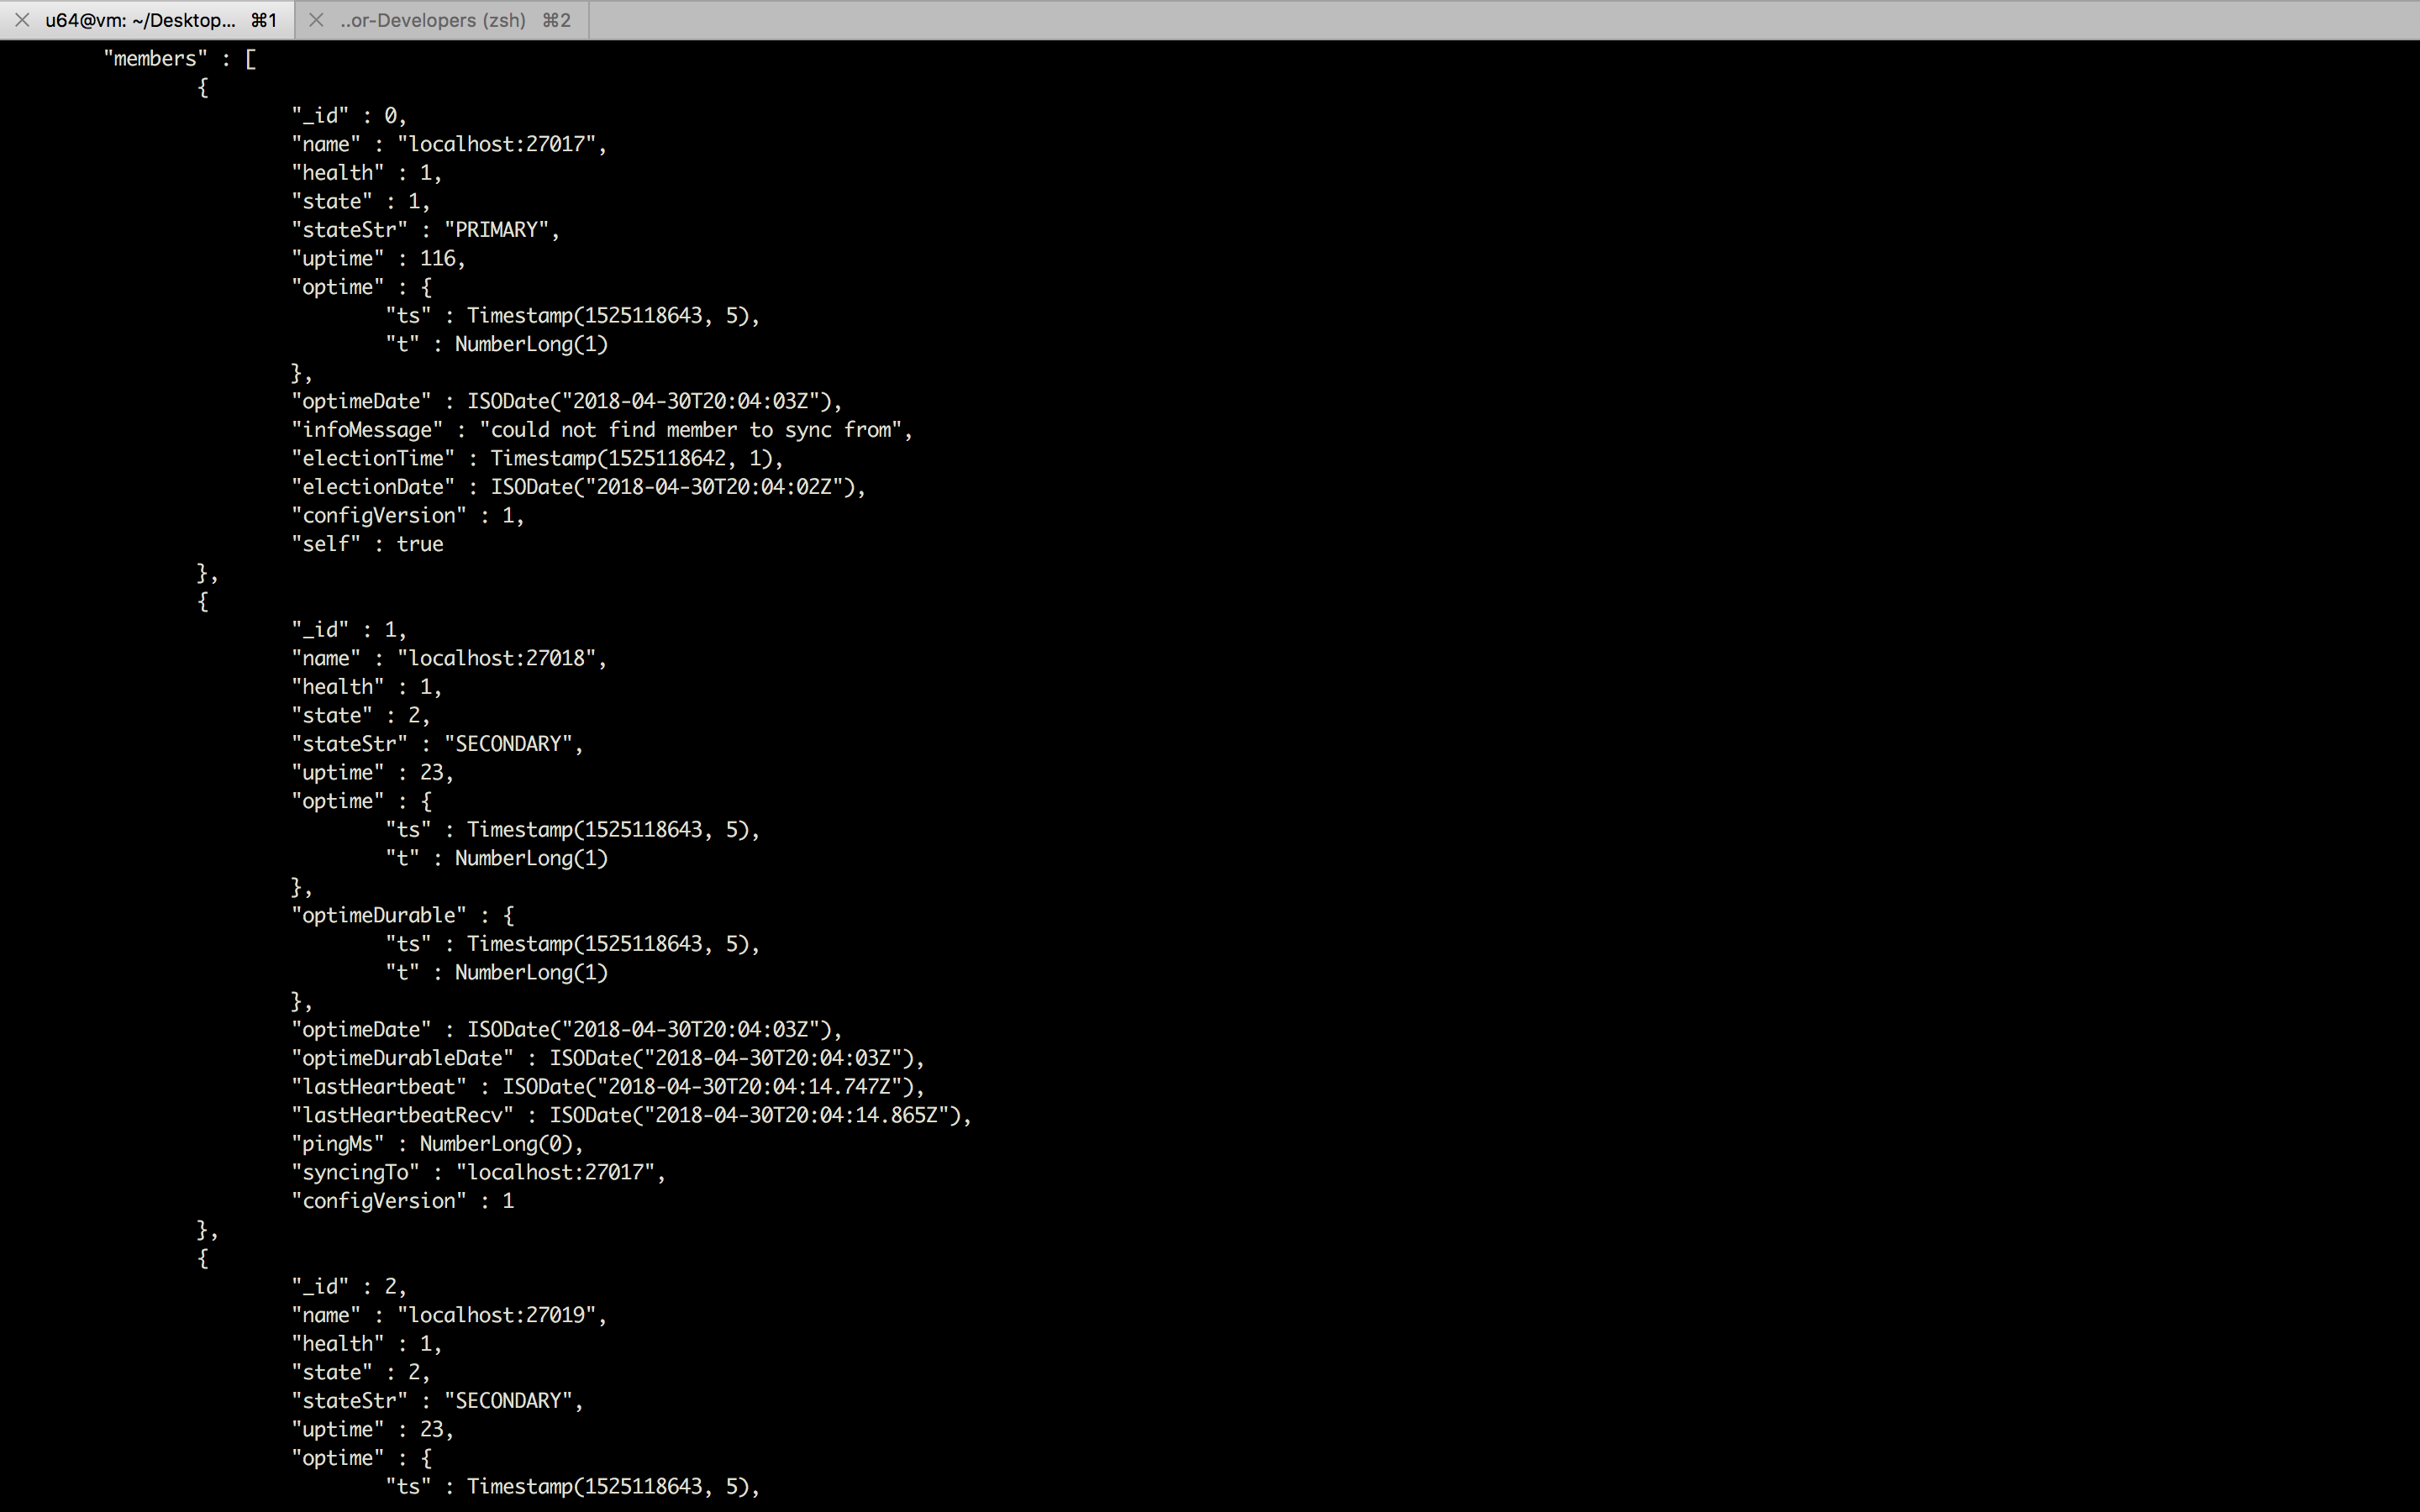 u64@vm: ~/Desktop... ⌘1 ..or-Developers (zsh) ⌘2
"members" : [
{
"_id" : 0,
"name" : "localhost:27017",
"health" : 1,
"state" : 1,
"stateStr" : "PRIMARY",
"uptime" : 116,
"optime" : {
"ts" : Timestamp(1525118643, 5),
"t" : NumberLong(1)
},
"optimeDate" : ISODate("2018-04-30T20:04:03Z"),
"infoMessage" : "could not find member to sync from",
"electionTime" : Timestamp(1525118642, 1),
"electionDate" : ISODate("2018-04-30T20:04:02Z"),
"configVersion" : 1,
"self" : true
},
{
"_id" : 1,
"name" : "localhost:27018",
"health" : 1,
"state" : 2,
"stateStr" : "SECONDARY",
"uptime" : 23,
"optime" : {
"ts" : Timestamp(1525118643, 5),
"t" : NumberLong(1)
},
"optimeDurable" : {
"ts" : Timestamp(1525118643, 5),
"t" : NumberLong(1)
},
"optimeDate" : ISODate("2018-04-30T20:04:03Z"),
"optimeDurableDate" : ISODate("2018-04-30T20:04:03Z"),
"lastHeartbeat" : ISODate("2018-04-30T20:04:14.747Z"),
"lastHeartbeatRecv" : ISODate("2018-04-30T20:04:14.865Z"),
"pingMs" : NumberLong(0),
"syncingTo" : "localhost:27017",
"configVersion" : 1
},
{
"_id" : 2,
"name" : "localhost:27019",
"health" : 1,
"state" : 2,
"stateStr" : "SECONDARY",
"uptime" : 23,
"optime" : {
"ts" : Timestamp(1525118643, 5),